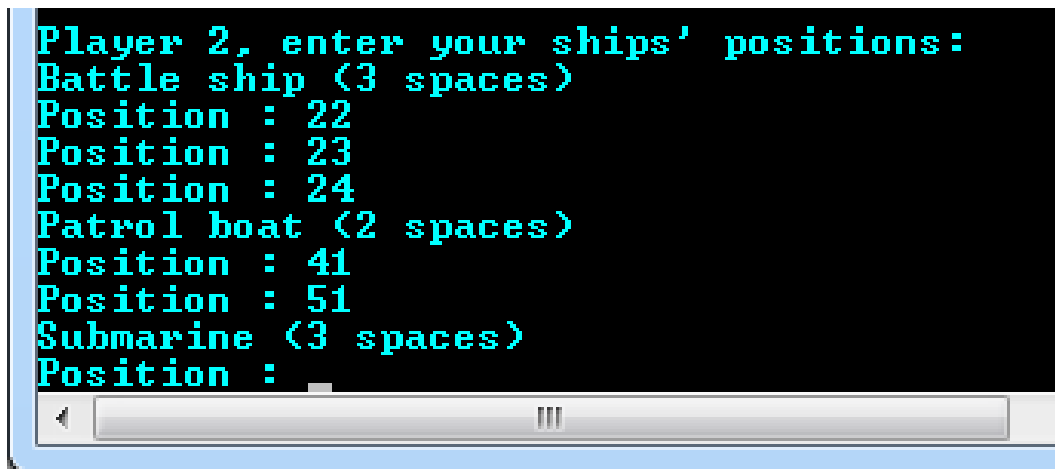 Player 2, enter your ships' positions:
Battle ship (3 spaces)
Position : 22
Position : 23
Position : 24
Patrol boat (2 spaces)
Position : 41
Position : 51
Submarine (3 spaces)
Position :